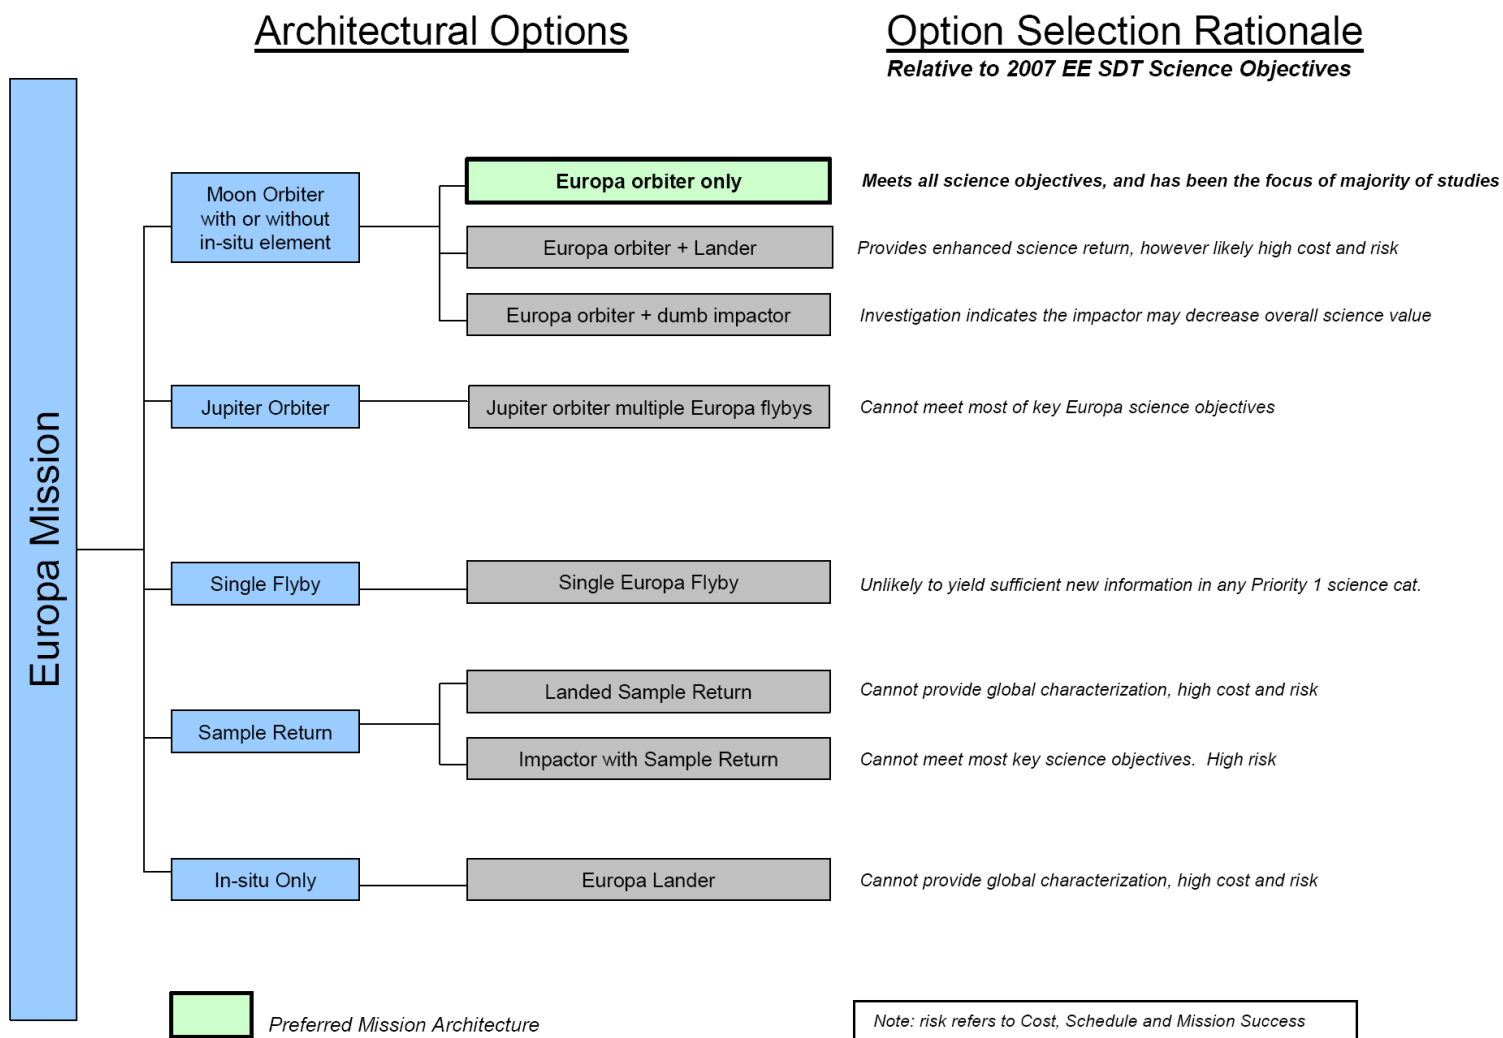 Architectural Options
Option Selection Rationale
Relative to 2007 EE SDT Science Objectives
Europa Mission
Moon Orbiter
with or without
in-situ element
Europa orbiter only
Meets all science objectives, and has been the focus of majority of studies
Europa orbiter + Lander
Provides enhanced science return, however likely high cost and risk
Europa orbiter + dumb impactor
Investigation indicates the impactor may decrease overall science value
Jupiter Orbiter
Jupiter orbiter multiple Europa flybys
Cannot meet most of key Europa science objectives
Single Flyby
Single Europa Flyby
Unlikely to yield sufficient new information in any Priority 1 science cat.
Sample Return
Landed Sample Return
Cannot provide global characterization, high cost and risk
Impactor with Sample Return
Cannot meet most key science objectives.  High risk
In-situ Only
Europa Lander
Cannot provide global characterization, high cost and risk
Preferred Mission Architecture
Note: risk refers to Cost, Schedule and Mission Success